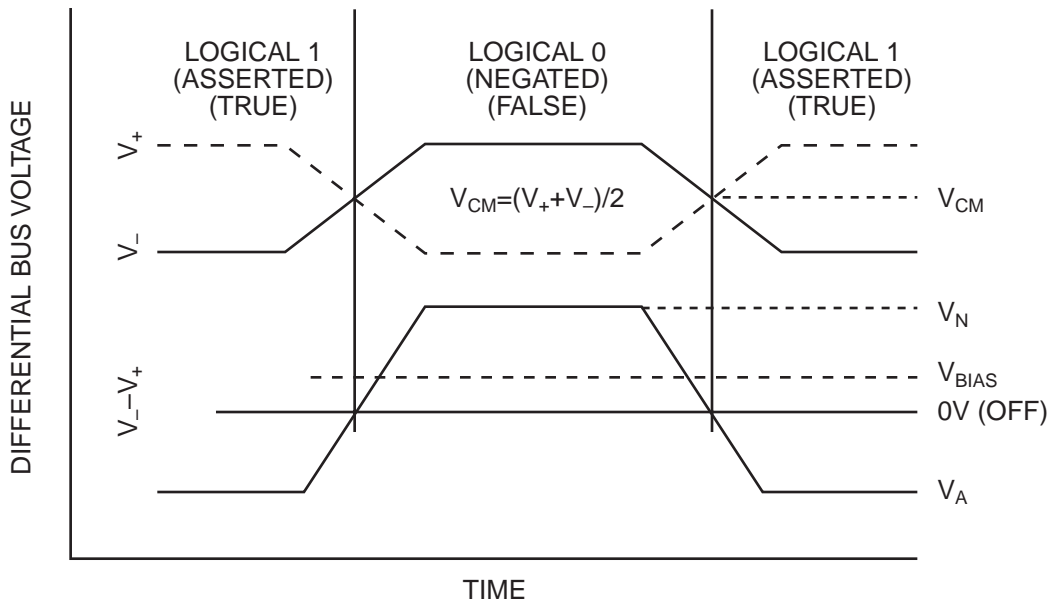 LOGICAL 1
(ASSERTED)
(TRUE)
LOGICAL 0
(NEGATED)
(FALSE)
LOGICAL 1
(ASSERTED)
(TRUE)
DIFFERENTIAL BUS VOLTAGE
V+
V–
V––V+
VCM=(V++V–)/2
VCM
VN
VBIAS
0V (OFF)
VA
TIME